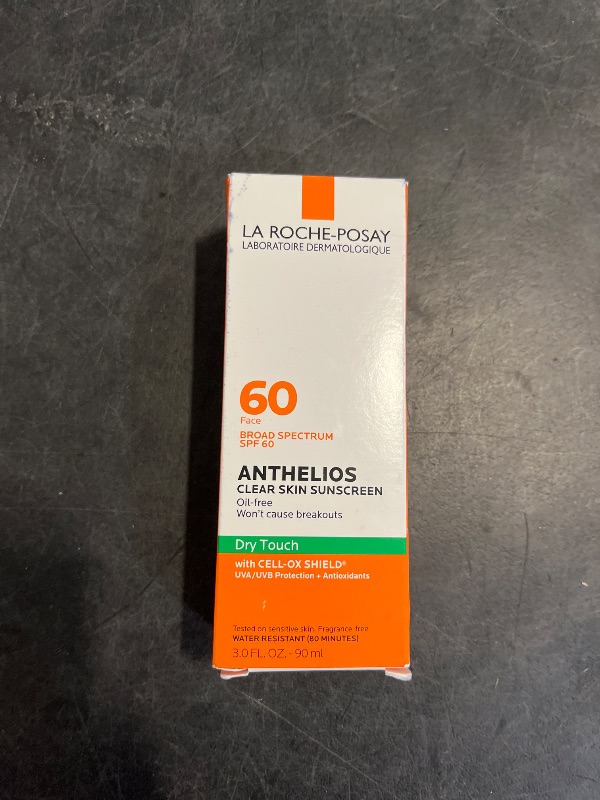 LA ROCHE-POSAY
LABORATOIRE DERMATOLOGIQUE
60
Face
BROAD SPECTRUM
SPF 60
ANTHELIOS
CLEAR SKIN SUNSCREEN
Oil-free
Won't cause breakouts
Dry Touch
with CELL-OX SHIELD®
UVA/UVB Protection + Antioxidants
Tested on sensitive skin. Fragrance free
WATER RESISTANT (80 MINUTES)
3.0 FL. OZ. - 90 ml